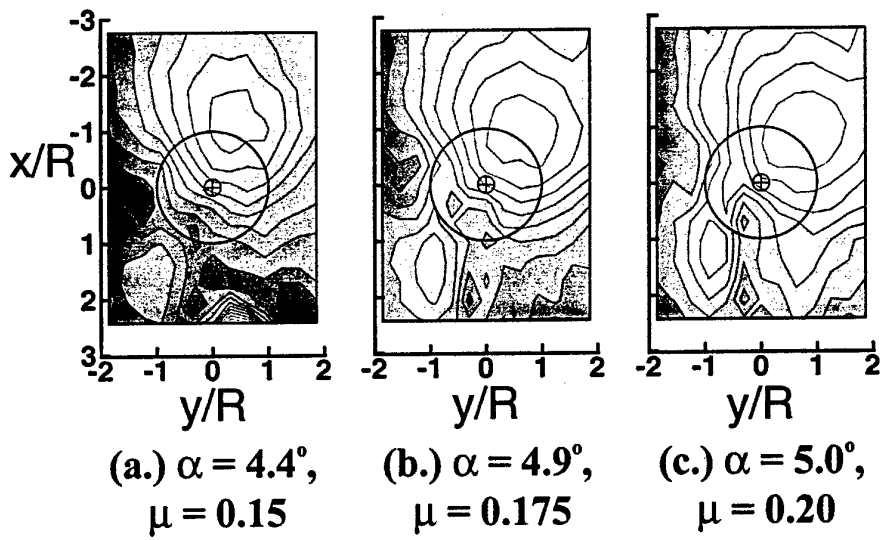 -3
-2
-1
0
1
2
3
x/R
-2 -1 0 1 2
-2 -1 0 1 2
-2 -1 0 1 2
y/R
y/R
y/R
(a.) α = 4.4°,
μ = 0.15
(b.) α = 4.9°,
μ = 0.175
(c.) α = 5.0°,
μ = 0.20